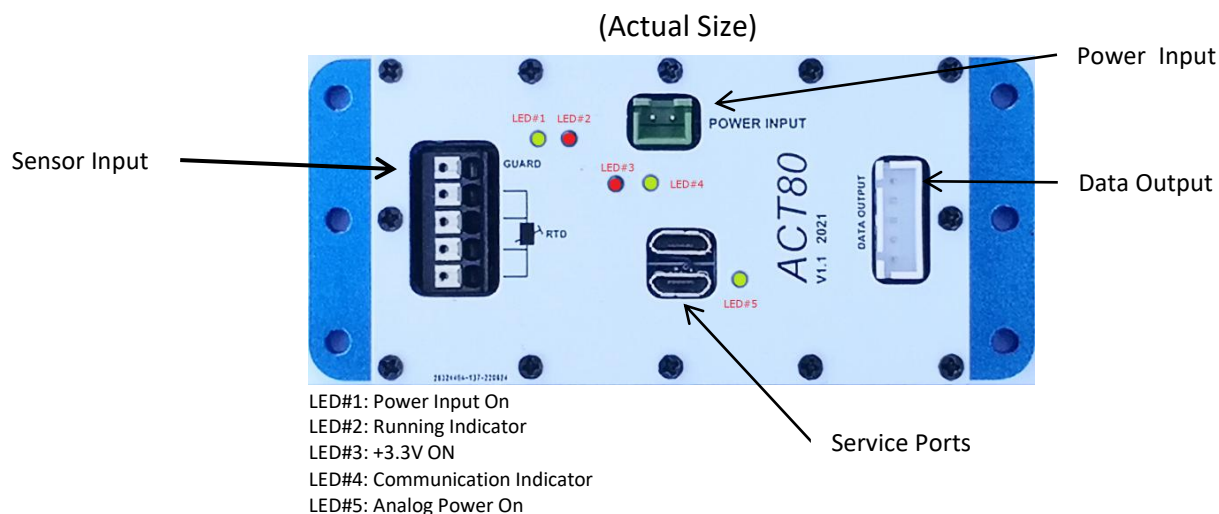 (Actual Size)
Power Input
Sensor Input
Data Output
Service Ports
LED#1 LED#2
POWER INPUT
GUARD
LED#3
LED#4
RTD
ACT80
V1.1 2021
DATA OUTPUT
LED#5
LED#1: Power Input On
LED#2: Running Indicator
LED#3: +3.3V ON
LED#4: Communication Indicator
LED#5: Analog Power On